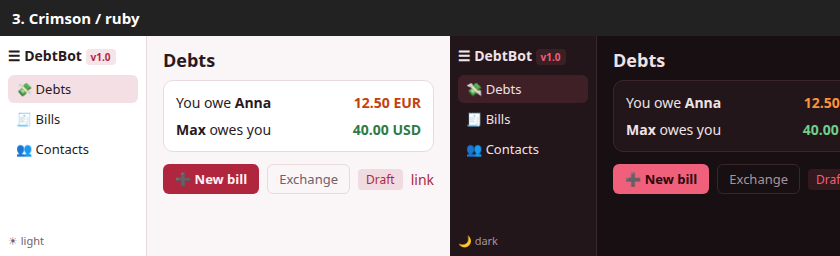 3. Crimson / ruby
☰ DebtBot v1.0
💸 Debts
🧾 Bills
👥 Contacts
☀ light
Debts
You owe Anna 12.50 EUR
Max owes you 40.00 USD
➕ New bill Exchange Draft link
☰ DebtBot v1.0
💸 Debts
🧾 Bills
👥 Contacts
🌙 dark
Debts
You owe Anna 12.50
Max owes you 40.00
➕ New bill Exchange